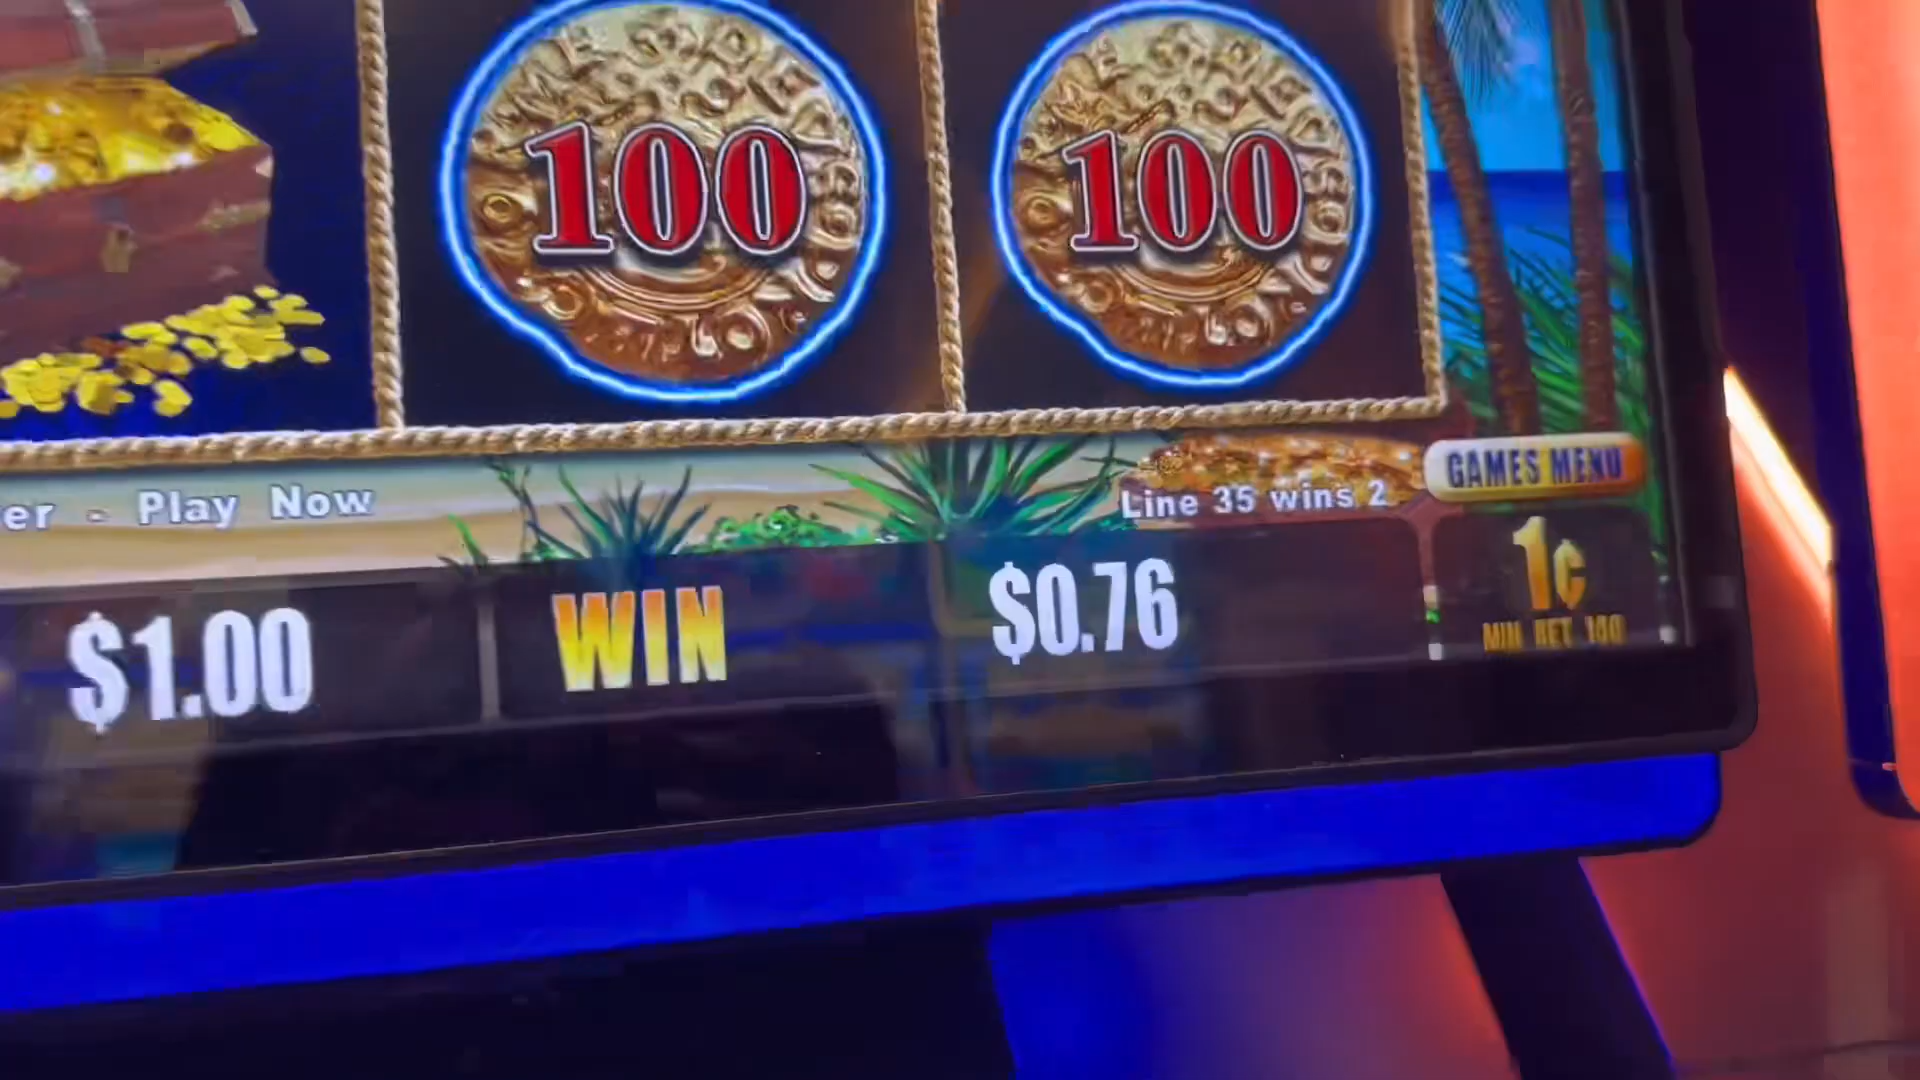 100 100
er - Play Now
Line 35 wins 2
GAMES MENU
$1.00 WIN $0.76
1¢
MIN BET 100